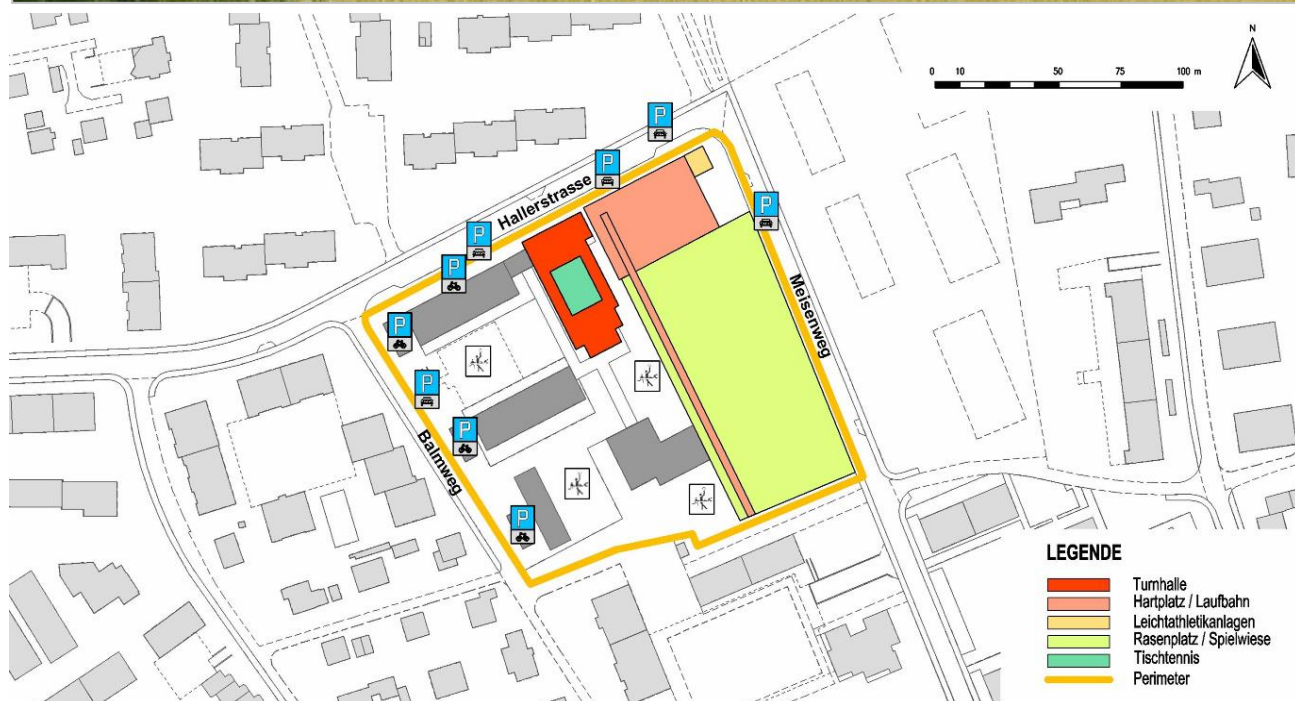 N
0 10 50 75 100 m
P
P
Hallerstrasse
P
P
P
P
Meisenweg
P
P
Balmweg
P
LEGENDE
Turnhalle
Hartplatz / Laufbahn
Leichtathletikanlagen
Rasenplatz / Spielwiese
Tischtennis
Perimeter